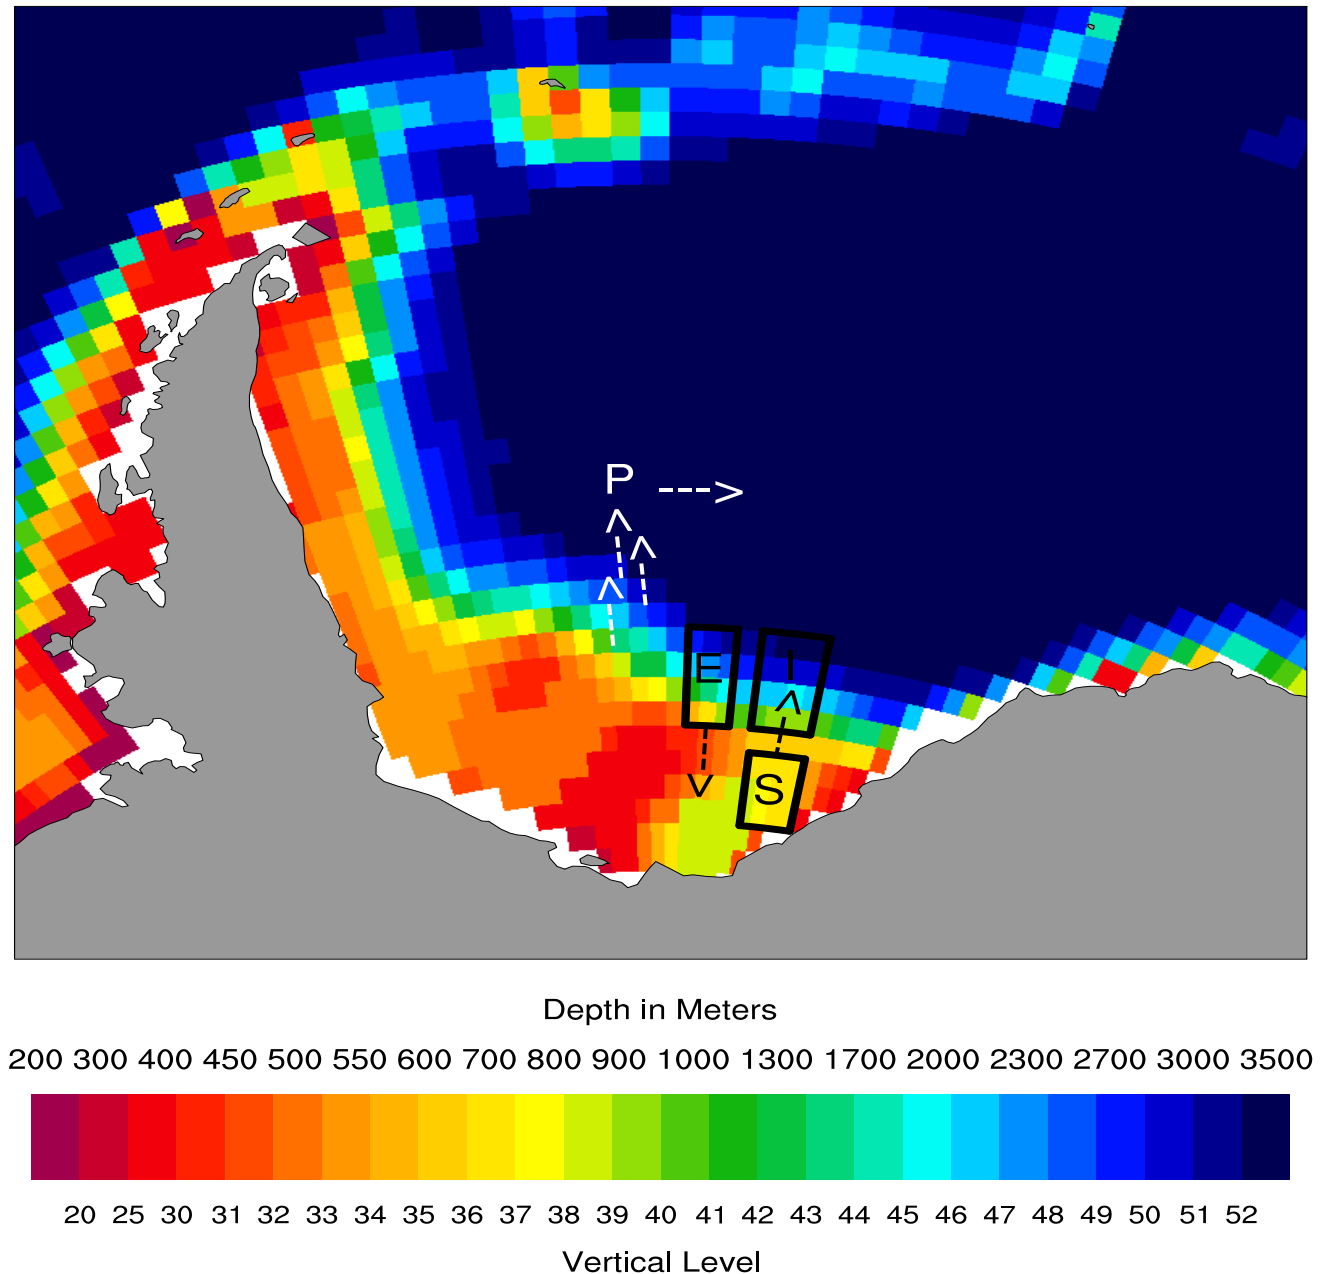 P --->
E I
S
Depth in Meters
200 300 400 450 500 550 600 700 800 900 1000 1300 1700 2000 2300 2700 3000 3500
20 25 30 31 32 33 34 35 36 37 38 39 40 41 42 43 44 45 46 47 48 49 50 51 52
Vertical Level